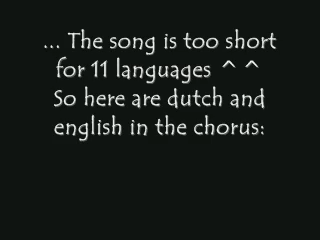 ... The song is too short
for 11 languages ^ ^
So here are dutch and
english in the chorus: